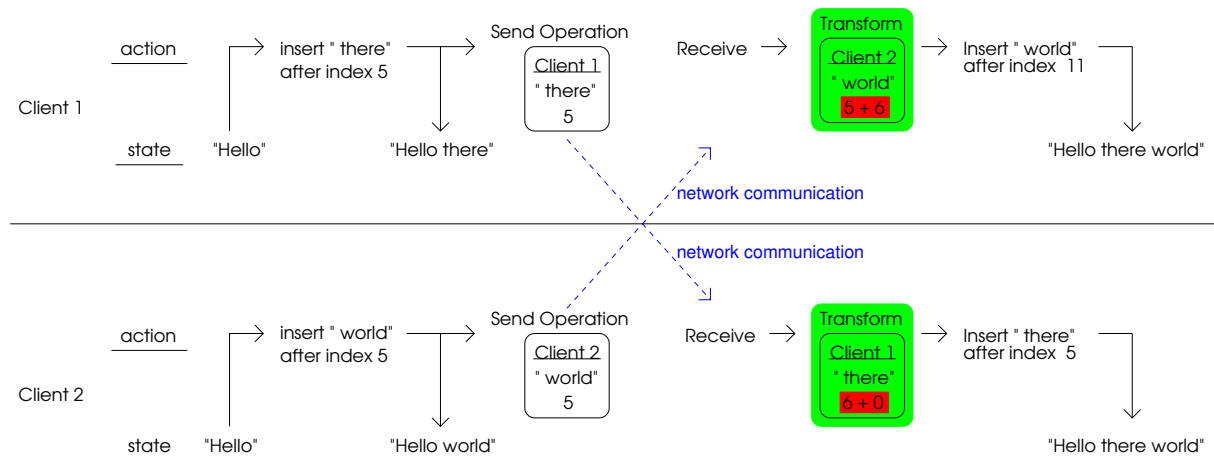 action
insert " there"
after index 5
Send Operation
Client 1
" there"
5
Receive
Transform
Client 2
" world"
5 + 6
Insert " world"
after index 11
Client 1
state
"Hello"
"Hello there"
"Hello there world"
network communication
network communication
action
insert " world"
after index 5
Send Operation
Client 2
" world"
5
Receive
Transform
Client 1
" there"
6 + 0
Insert " there"
after index 5
Client 2
state
"Hello"
"Hello world"
"Hello there world"